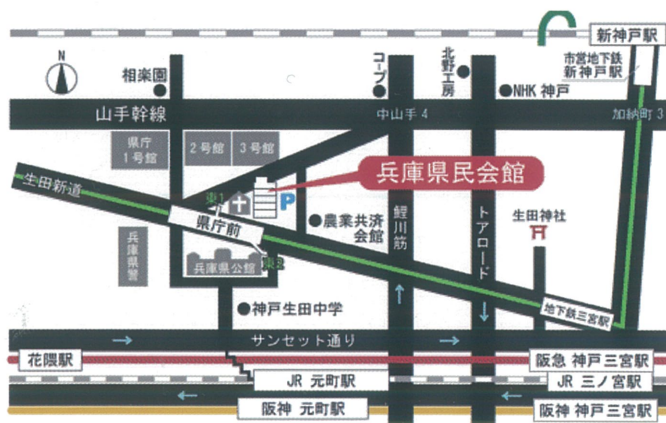 新神戸駅
N
相楽園
コープ
北野工房
市営地下鉄
新神戸駅
NHK 神戸
山手幹線
中山手 4
加納町 3
県庁
1号館
2号館
3号館
兵庫県民会館
生田新道
東1
P
県庁前
農業共済
会館
鯉川筋
トアロード
生田神社
兵庫県警
兵庫県公館
東2
神戸生田中学
地下鉄三宮駅
サンセット通り
花隈駅
阪急 神戸三宮駅
JR 元町駅
JR 三ノ宮駅
阪神 元町駅
阪神 神戸三宮駅